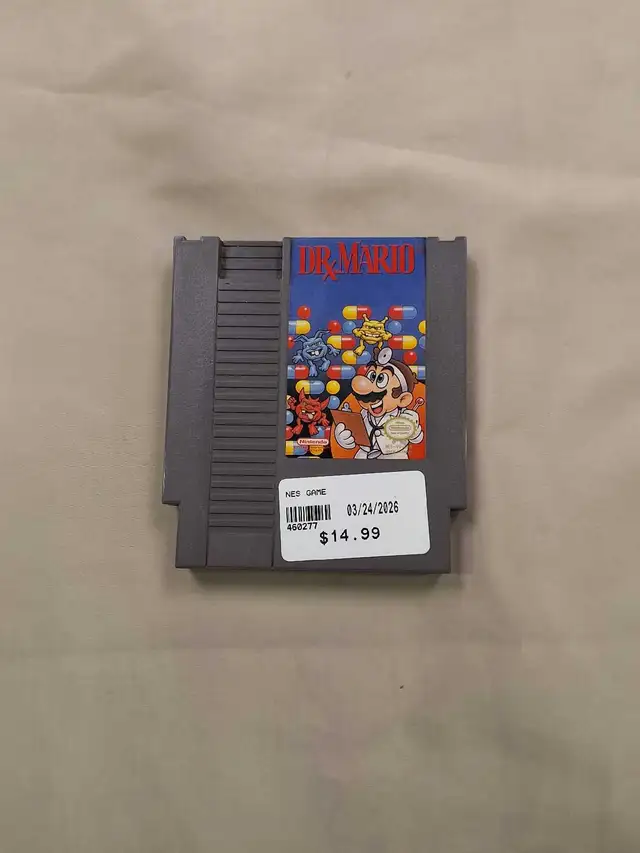 DR. MARIO
Nintendo
NES GAME
03/24/2026
460277
$14.99